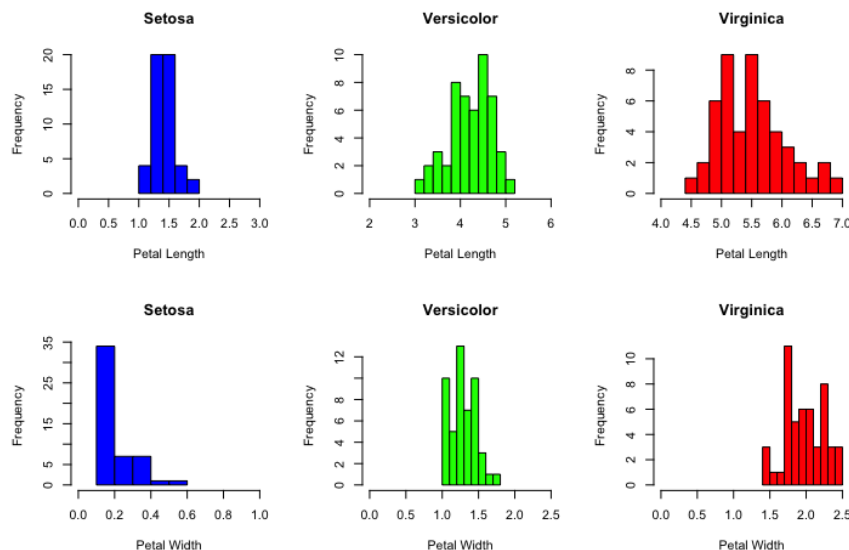 Setosa
Versicolor
Virginica
Frequency
0 5 10 15 20
Frequency
0 2 4 6 8 10
Frequency
0 2 4 6 8
0.0 0.5 1.0 1.5 2.0 2.5 3.0
2 3 4 5 6
4.0 4.5 5.0 5.5 6.0 6.5 7.0
Petal Length
Petal Length
Petal Length
Setosa
Versicolor
Virginica
Frequency
0 5 15 25 35
Frequency
0 2 4 6 8 12
Frequency
0 2 4 6 8 10
0.0 0.2 0.4 0.6 0.8 1.0
0.0 0.5 1.0 1.5 2.0 2.5
0.0 0.5 1.0 1.5 2.0 2.5
Petal Width
Petal Width
Petal Width